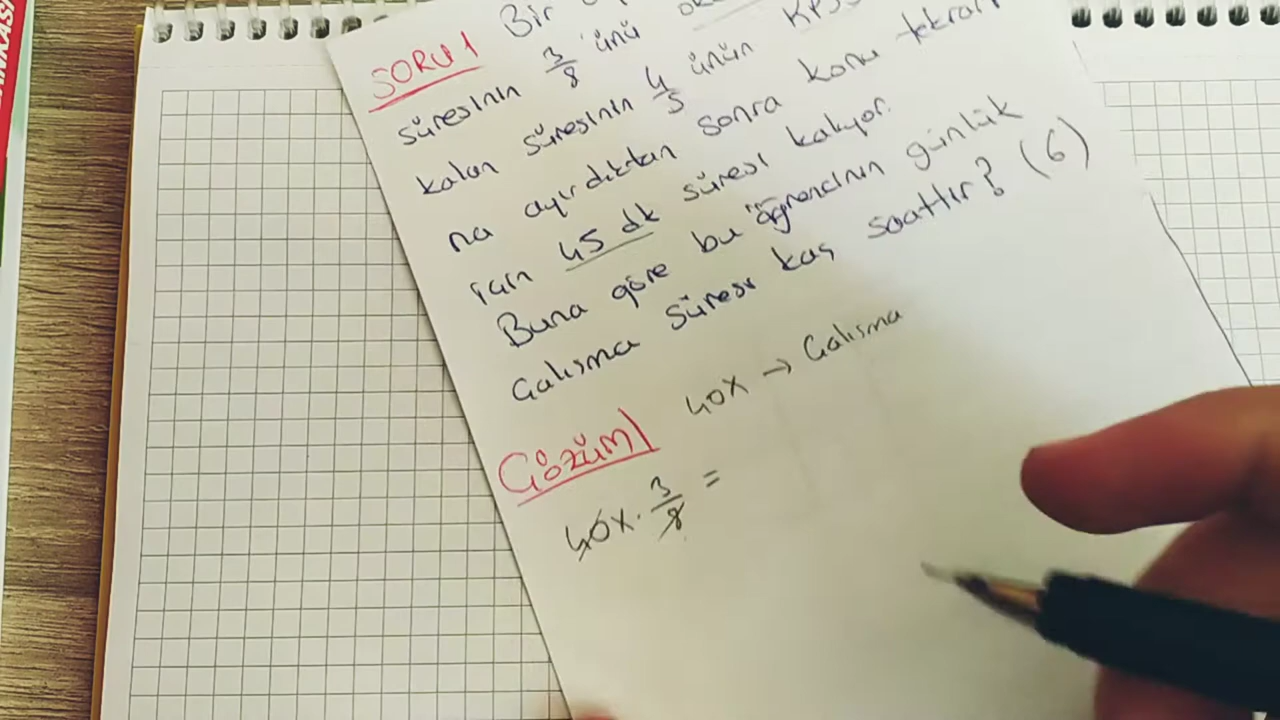 SORU 1 Bir
süresinin 3/8 ünü
kalan süresinin 4/5 ünün
na ayırdıktan sonra konu tekrarı
için 45 dk süresi kalıyor.
Buna göre bu öğrencinin günlük
Çalışma süresi kaç saattir? (6)
Çözüm 40x → Çalışma
40x · 3/8 =